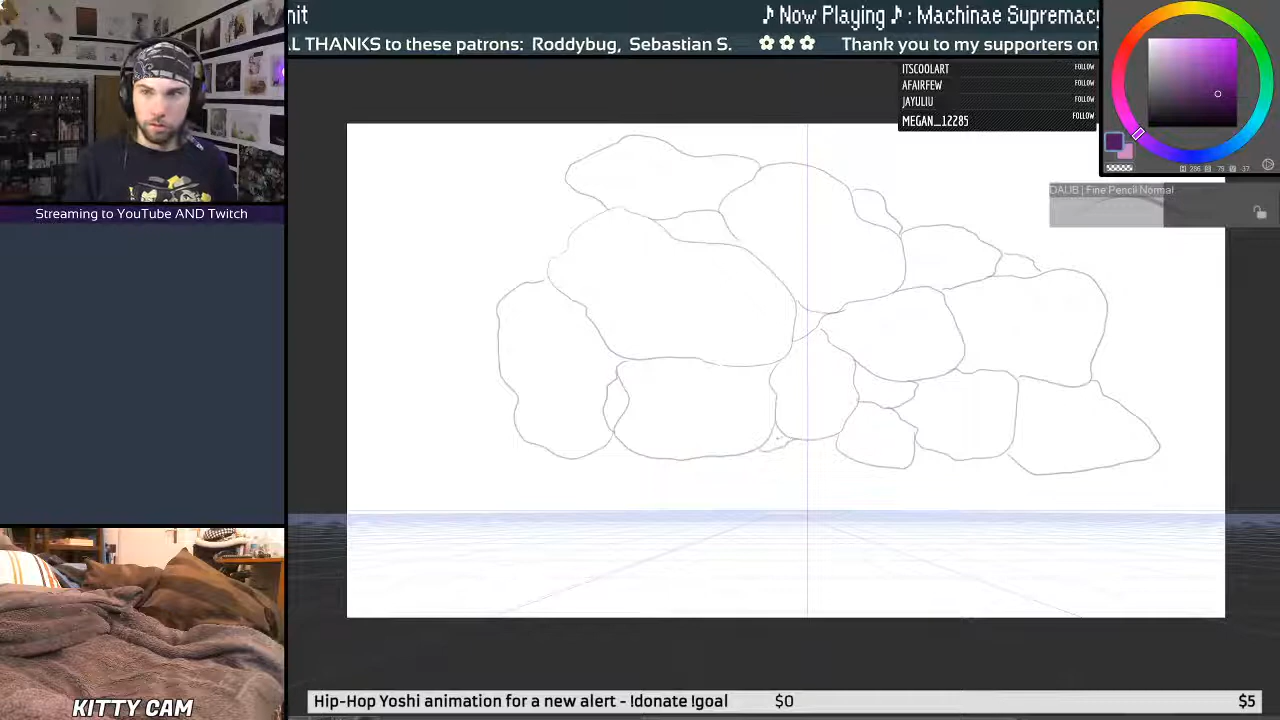 nit
♪ Now Playing ♪ : Machinae Supremacy
AL THANKS to these patrons: Roddybug, Sebastian S. ✿ ✿ ✿ Thank you to my supporters on
ITSCOOLART FOLLOW
AFAIRFEW FOLLOW
JAYULIU FOLLOW
MEGAN_12285 FOLLOW
DAUB | Fine Pencil Normal
Streaming to YouTube AND Twitch
KITTY CAM
Hip-Hop Yoshi animation for a new alert - !donate !goal $0 $5